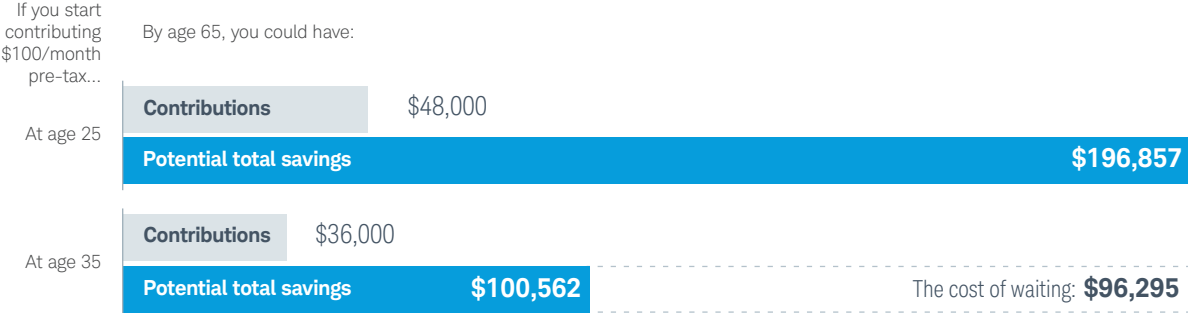 If you start
contributing
$100/month
pre-tax...
By age 65, you could have:
At age 25
Contributions
$48,000
Potential total savings
$196,857
At age 35
Contributions
$36,000
Potential total savings
$100,562
The cost of waiting: $96,295